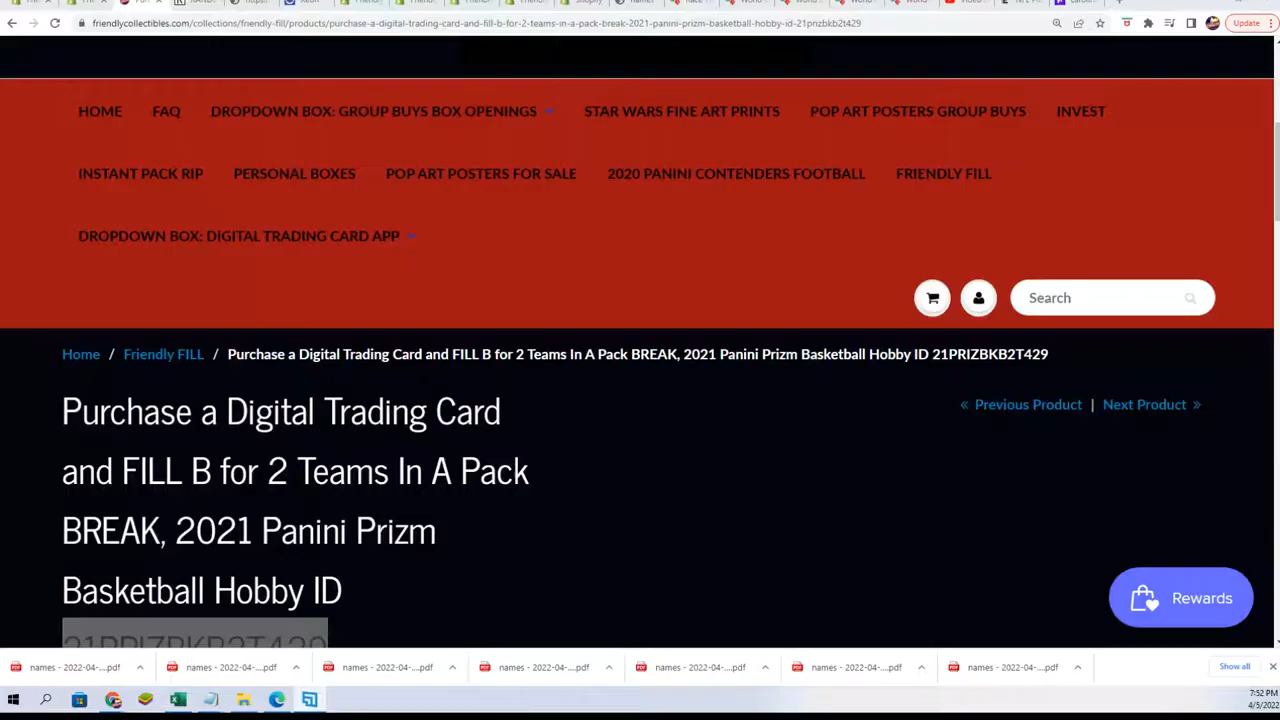 friendlycollectibles.com/collections/friendly-fill/products/purchase-a-digital-trading-card-and-fill-b-for-2-teams-in-a-pack-break-2021-panini-prizm-basketball-hobby-id-21prizbkb2t429
Update
HOME FAQ DROPDOWN BOX: GROUP BUYS BOX OPENINGS STAR WARS FINE ART PRINTS POP ART POSTERS GROUP BUYS INVEST
INSTANT PACK RIP PERSONAL BOXES POP ART POSTERS FOR SALE 2020 PANINI CONTENDERS FOOTBALL FRIENDLY FILL
DROPDOWN BOX: DIGITAL TRADING CARD APP
Search
Home / Friendly FILL / Purchase a Digital Trading Card and FILL B for 2 Teams In A Pack BREAK, 2021 Panini Prizm Basketball Hobby ID 21PRIZBKB2T429
Purchase a Digital Trading Card
« Previous Product | Next Product »
and FILL B for 2 Teams In A Pack
BREAK, 2021 Panini Prizm
Basketball Hobby ID
21PRIZBKB2T429
Rewards
names - 2022-04-....pdf names - 2022-04-....pdf names - 2022-04-....pdf names - 2022-04-....pdf names - 2022-04-....pdf names - 2022-04-....pdf names - 2022-04-....pdf Show all
7:52 PM
4/5/2022